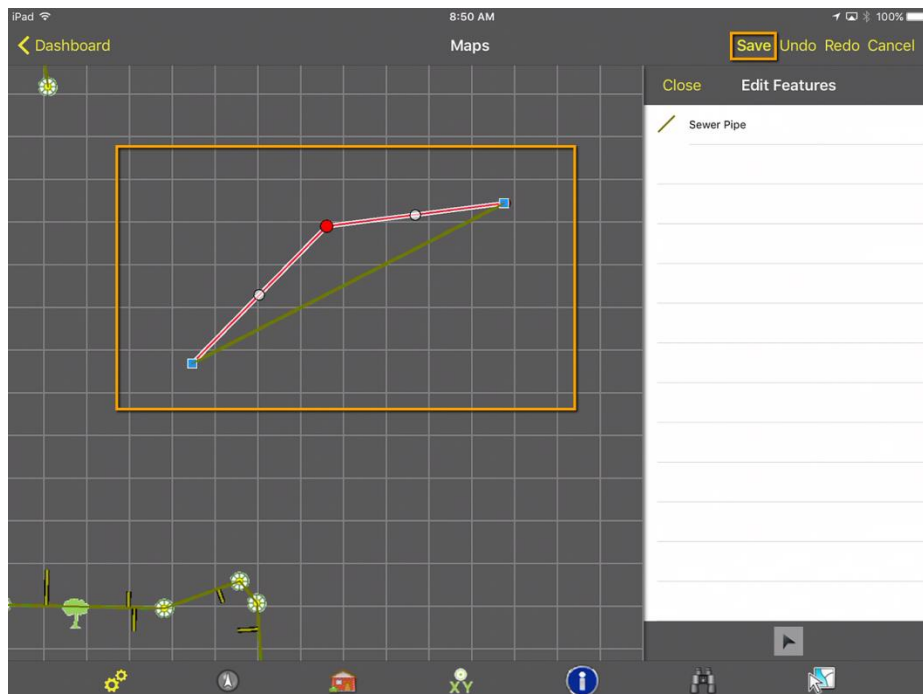 iPad 8:50 AM 100%
Dashboard Maps Save Undo Redo Cancel
Close Edit Features
Sewer Pipe
XY